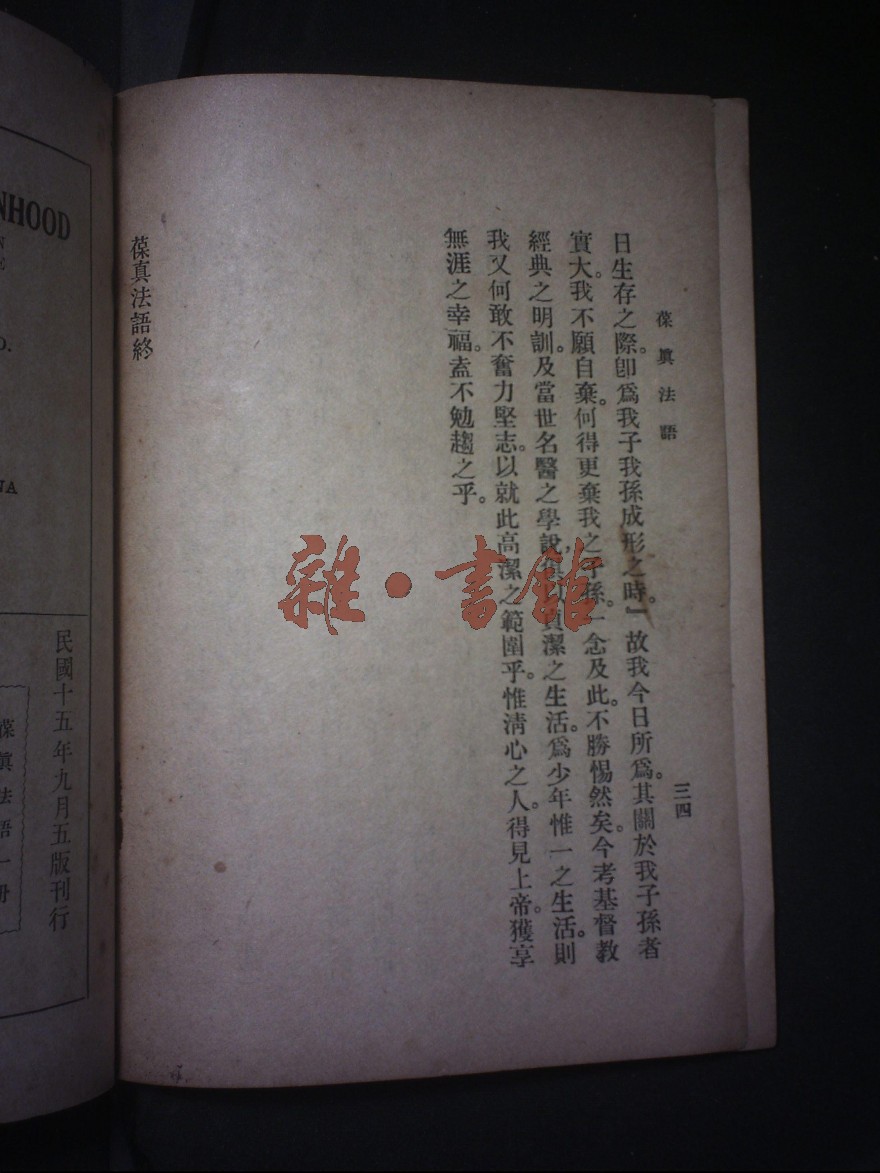 葆眞法語
三四
日生存之際。卽爲我子我孫成形之時。』故我今日所爲。其關於我子孫者
實大。我不願自棄。何得更棄我之子孫。一念及此。不勝惕然矣。今考基督教
經典之明訓。及當世名醫之學說。貞潔之生活。爲少年惟一之生活。則
我又何敢不奮力堅志。以就此高潔之範圍乎。惟淸心之人。得見上帝。獲享
無涯之幸福。盍不勉趨之乎。
葆真法語終
雜·書館
NHOOD
民國十五年九月五版刊行
葆眞法語一册